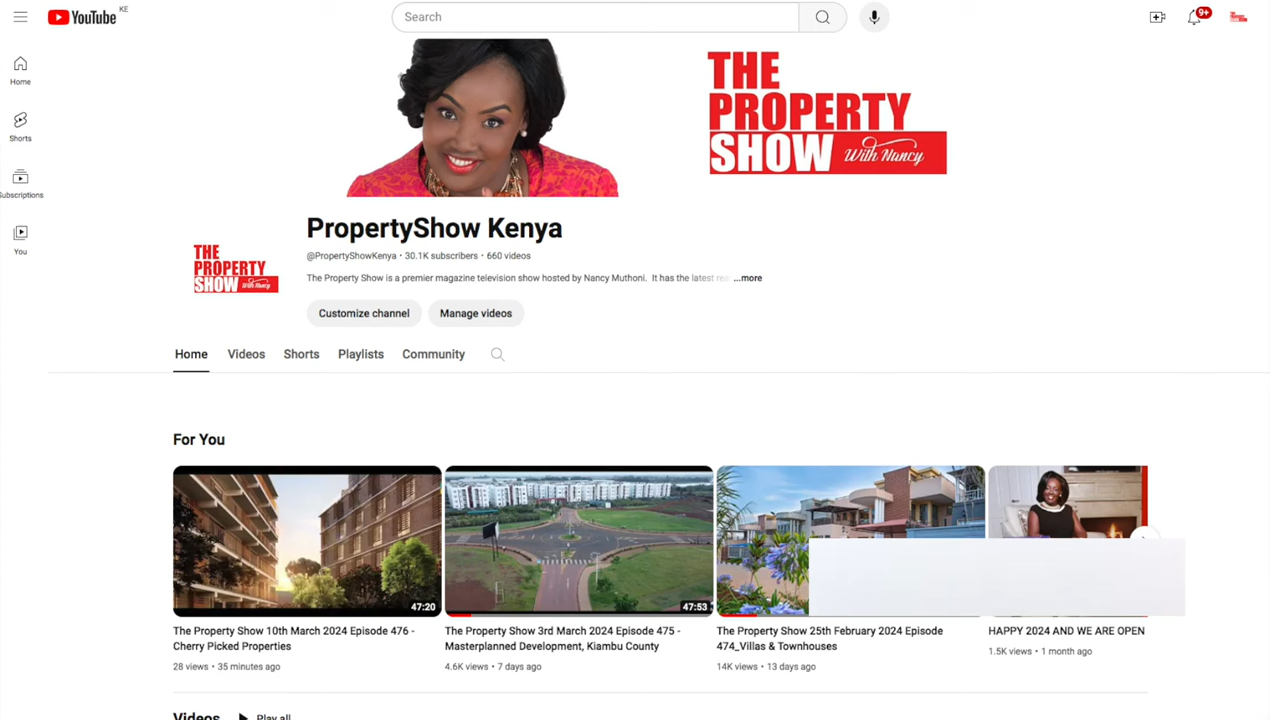 YouTube KE
Search
9+
Home
Shorts
Subscriptions
You
THE
PROPERTY
SHOW With Nancy
THE
PROPERTY
SHOW With Nancy
PropertyShow Kenya
@PropertyShowKenya • 30.1K subscribers • 660 videos
The Property Show is a premier magazine television show hosted by Nancy Muthoni. It has the latest ...more
Customize channel
Manage videos
Home Videos Shorts Playlists Community
For You
47:20
47:53
The Property Show 10th March 2024 Episode 476 -
Cherry Picked Properties
28 views • 35 minutes ago
The Property Show 3rd March 2024 Episode 475 -
Masterplanned Development, Kiambu County
4.6K views • 7 days ago
The Property Show 25th February 2024 Episode
474_Villas & Townhouses
14K views • 13 days ago
HAPPY 2024 AND WE ARE OPEN
1.5K views • 1 month ago
Videos Play all